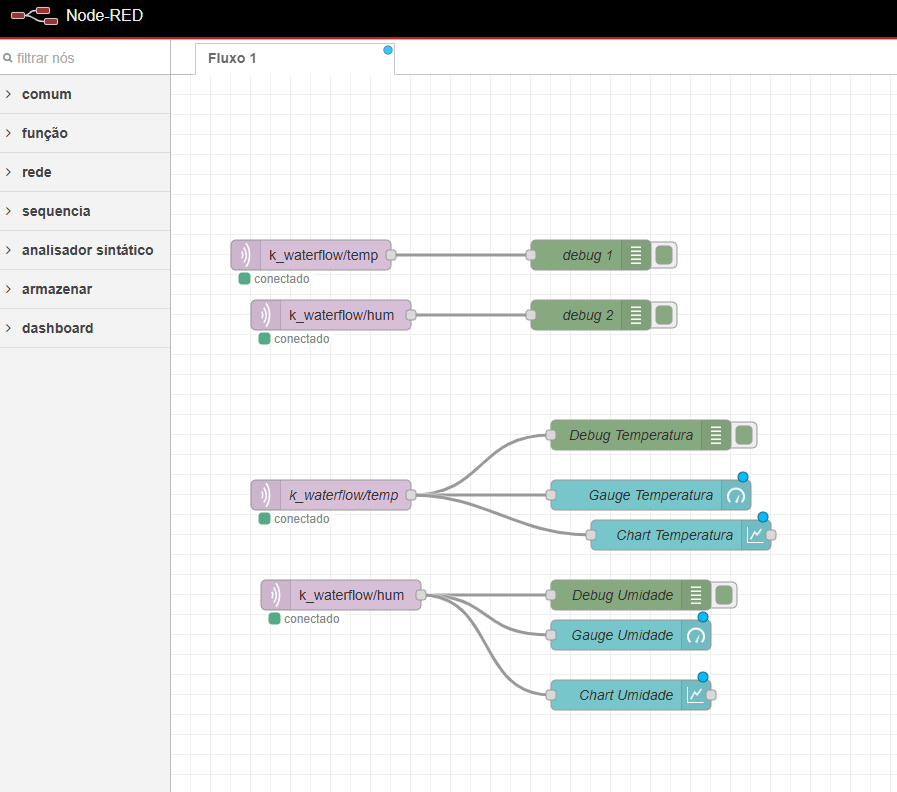 Node-RED
filtrar nós
Fluxo 1
comum
função
rede
sequencia
analisador sintático
armazenar
dashboard
k_waterflow/temp
debug 1
conectado
k_waterflow/hum
debug 2
conectado
Debug Temperatura
k_waterflow/temp
Gauge Temperatura
conectado
Chart Temperatura
k_waterflow/hum
Debug Umidade
conectado
Gauge Umidade
Chart Umidade